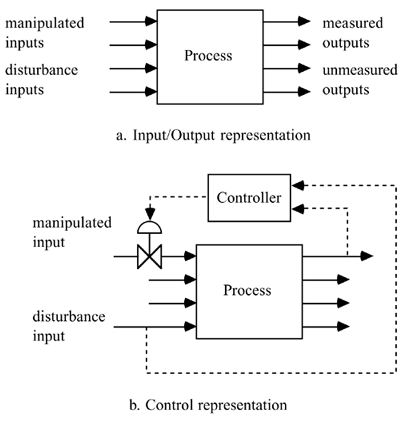 manipulated
inputs
disturbance
inputs
Process
measured
outputs
unmeasured
outputs
a. Input/Output representation
Controller
manipulated
input
Process
disturbance
input
b. Control representation